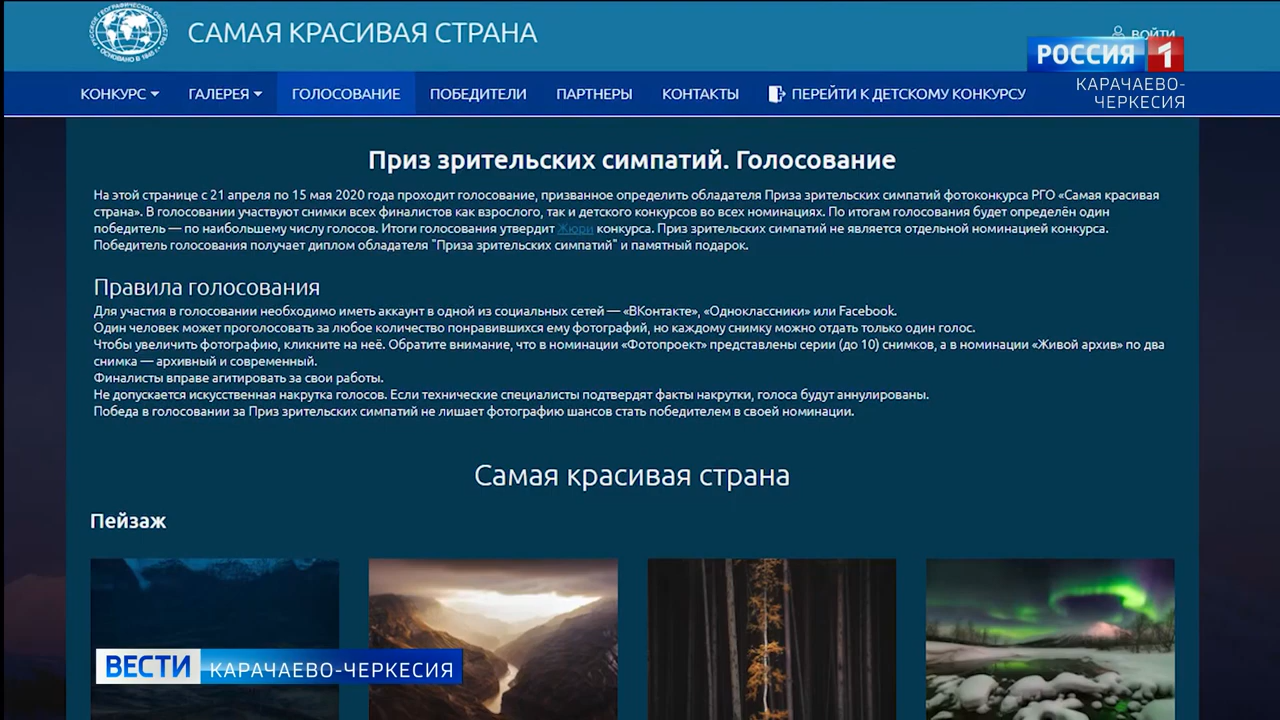 РУССКОЕ ГЕОГРАФИЧЕСКОЕ ОБЩЕСТВО
ОСНОВАНО В 1845 г.
САМАЯ КРАСИВАЯ СТРАНА
ВОЙТИ
РОССИЯ 1
КАРАЧАЕВО-
ЧЕРКЕСИЯ
КОНКУРС ГАЛЕРЕЯ ГОЛОСОВАНИЕ ПОБЕДИТЕЛИ ПАРТНЕРЫ КОНТАКТЫ ПЕРЕЙТИ К ДЕТСКОМУ КОНКУРСУ
Приз зрительских симпатий. Голосование
На этой странице с 21 апреля по 15 мая 2020 года проходит голосование, призванное определить обладателя Приза зрительских симпатий фотоконкурса РГО «Самая красивая
страна». В голосовании участвуют снимки всех финалистов как взрослого, так и детского конкурсов во всех номинациях. По итогам голосования будет определён один
победитель — по наибольшему числу голосов. Итоги голосования утвердит Жюри конкурса. Приз зрительских симпатий не является отдельной номинацией конкурса.
Победитель голосования получает диплом обладателя "Приза зрительских симпатий" и памятный подарок.
Правила голосования
Для участия в голосовании необходимо иметь аккаунт в одной из социальных сетей — «ВКонтакте», «Одноклассники» или Facebook.
Один человек может проголосовать за любое количество понравившихся ему фотографий, но каждому снимку можно отдать только один голос.
Чтобы увеличить фотографию, кликните на неё. Обратите внимание, что в номинации «Фотопроект» представлены серии (до 10) снимков, а в номинации «Живой архив» по два
снимка — архивный и современный.
Финалисты вправе агитировать за свои работы.
Не допускается искусственная накрутка голосов. Если технические специалисты подтвердят факты накрутки, голоса будут аннулированы.
Победа в голосовании за Приз зрительских симпатий не лишает фотографию шансов стать победителем в своей номинации.
Самая красивая страна
Пейзаж
ВЕСТИ КАРАЧАЕВО-ЧЕРКЕСИЯ